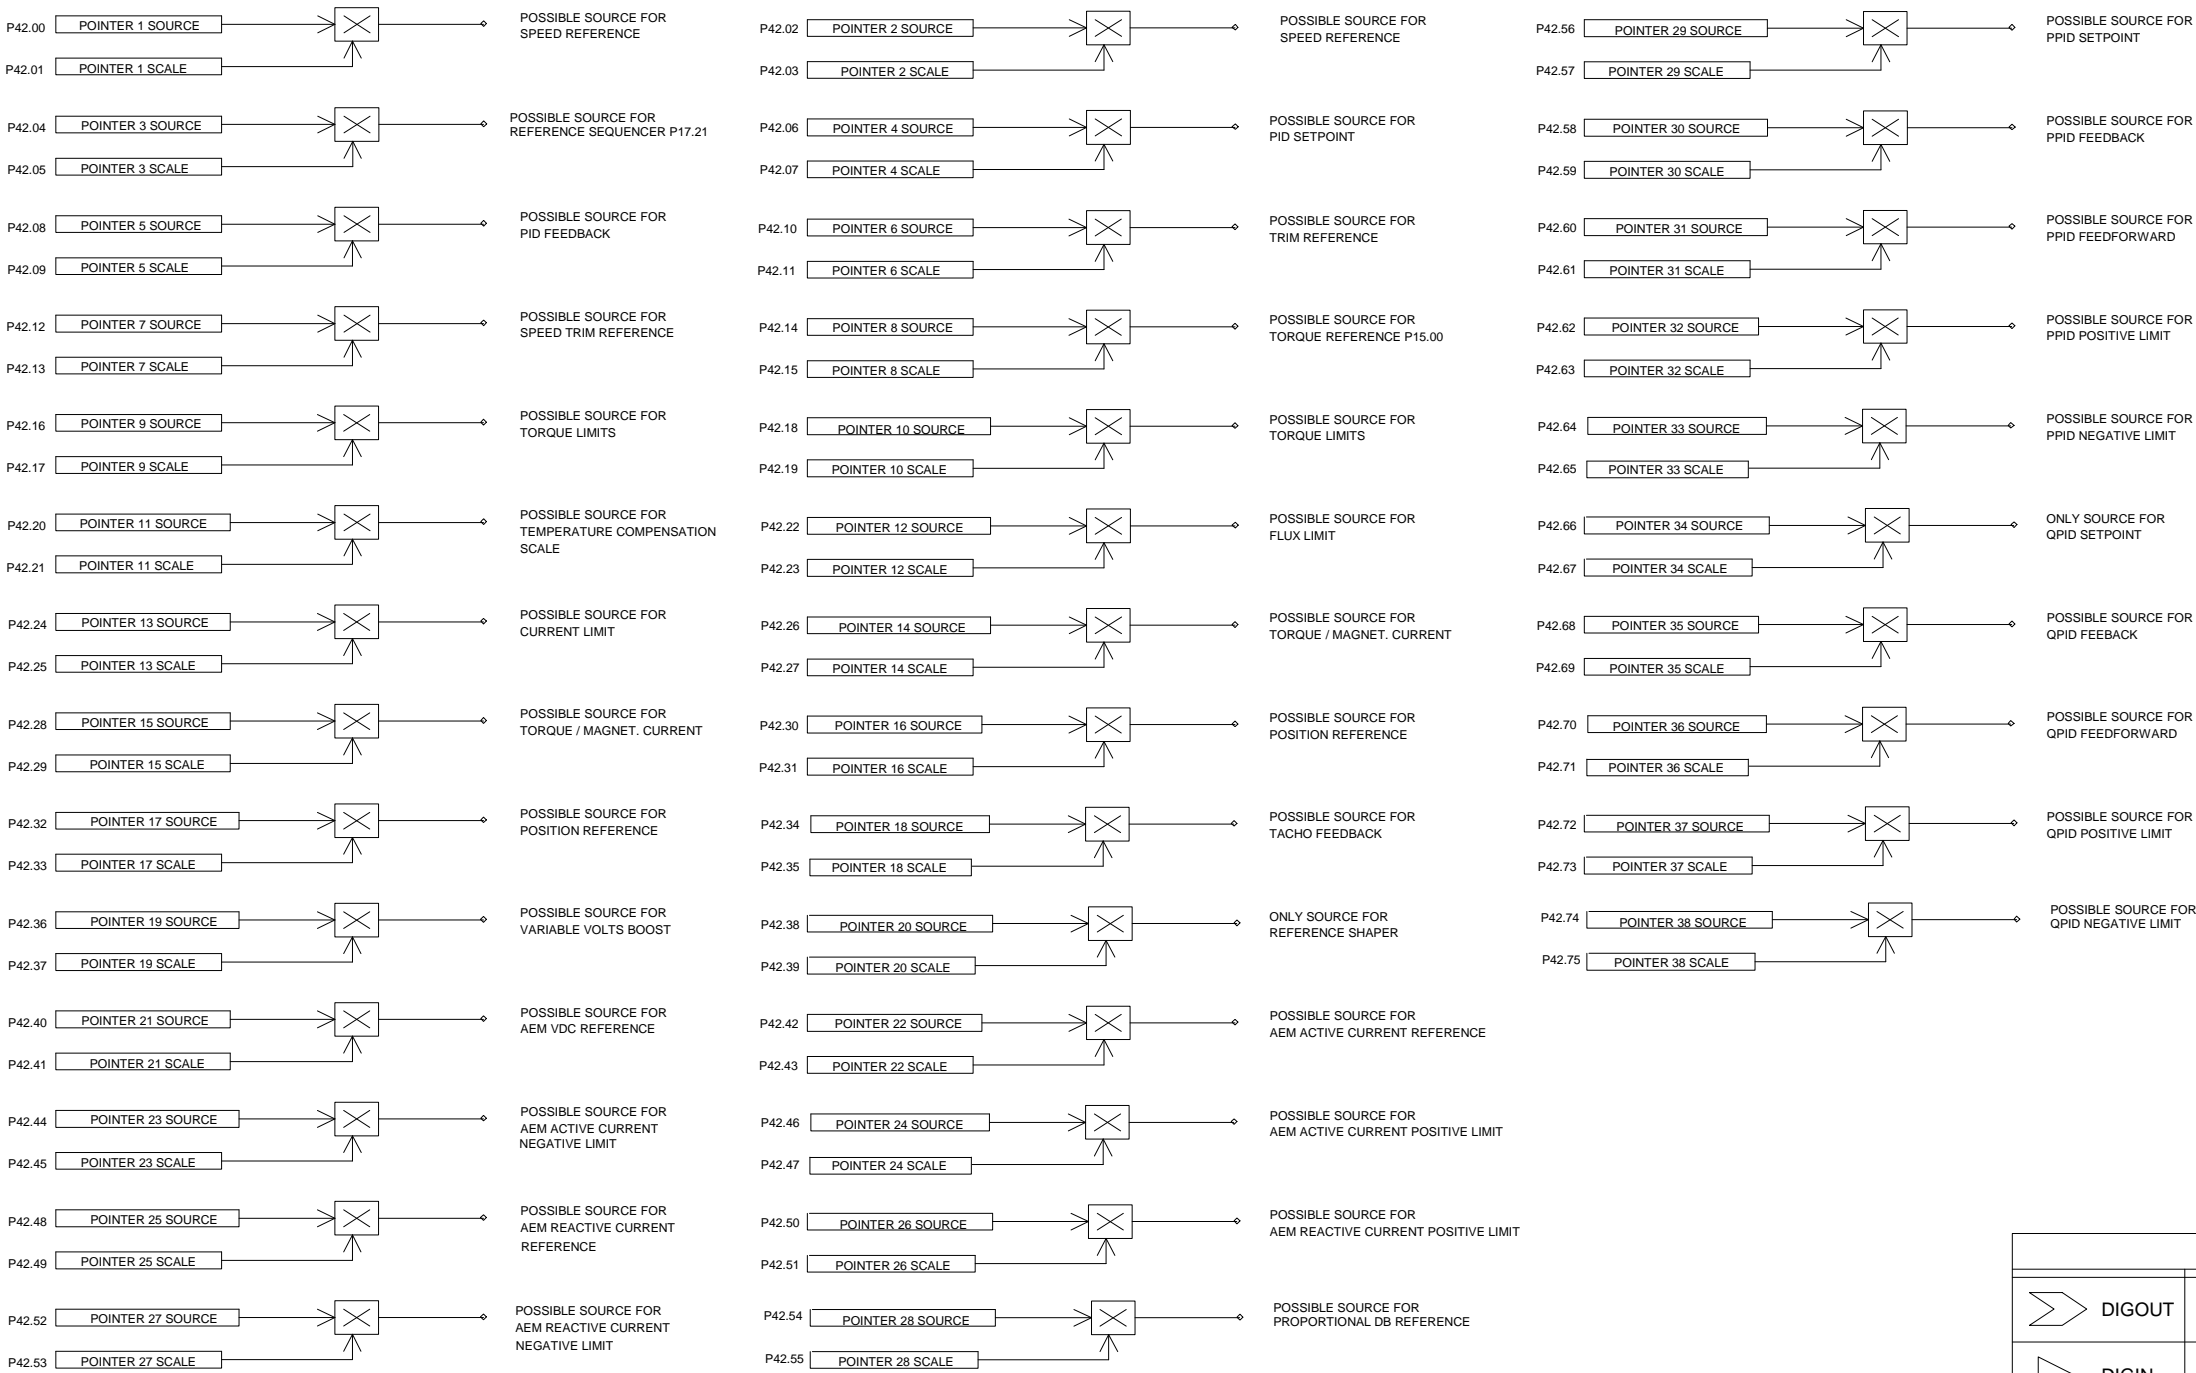 P42.00 POINTER 1 SOURCE
POSSIBLE SOURCE FOR
SPEED REFERENCE
P42.01 POINTER 1 SCALE
P42.04 POINTER 3 SOURCE
POSSIBLE SOURCE FOR
REFERENCE SEQUENCER P17.21
P42.05 POINTER 3 SCALE
P42.08 POINTER 5 SOURCE
POSSIBLE SOURCE FOR
PID FEEDBACK
P42.09 POINTER 5 SCALE
P42.12 POINTER 7 SOURCE
POSSIBLE SOURCE FOR
SPEED TRIM REFERENCE
P42.13 POINTER 7 SCALE
P42.16 POINTER 9 SOURCE
POSSIBLE SOURCE FOR
TORQUE LIMITS
P42.17 POINTER 9 SCALE
P42.20 POINTER 11 SOURCE
POSSIBLE SOURCE FOR
TEMPERATURE COMPENSATION
SCALE
P42.21 POINTER 11 SCALE
P42.24 POINTER 13 SOURCE
POSSIBLE SOURCE FOR
CURRENT LIMIT
P42.25 POINTER 13 SCALE
P42.28 POINTER 15 SOURCE
POSSIBLE SOURCE FOR
TORQUE / MAGNET. CURRENT
P42.29 POINTER 15 SCALE
P42.32 POINTER 17 SOURCE
POSSIBLE SOURCE FOR
POSITION REFERENCE
P42.33 POINTER 17 SCALE
P42.36 POINTER 19 SOURCE
POSSIBLE SOURCE FOR
VARIABLE VOLTS BOOST
P42.37 POINTER 19 SCALE
P42.40 POINTER 21 SOURCE
POSSIBLE SOURCE FOR
AEM VDC REFERENCE
P42.41 POINTER 21 SCALE
P42.44 POINTER 23 SOURCE
POSSIBLE SOURCE FOR
AEM ACTIVE CURRENT
NEGATIVE LIMIT
P42.45 POINTER 23 SCALE
P42.48 POINTER 25 SOURCE
POSSIBLE SOURCE FOR
AEM REACTIVE CURRENT
REFERENCE
P42.49 POINTER 25 SCALE
P42.52 POINTER 27 SOURCE
POSSIBLE SOURCE FOR
AEM REACTIVE CURRENT
NEGATIVE LIMIT
P42.53 POINTER 27 SCALE
P42.02 POINTER 2 SOURCE
POSSIBLE SOURCE FOR
SPEED REFERENCE
P42.03 POINTER 2 SCALE
P42.06 POINTER 4 SOURCE
POSSIBLE SOURCE FOR
PID SETPOINT
P42.07 POINTER 4 SCALE
P42.10 POINTER 6 SOURCE
POSSIBLE SOURCE FOR
TRIM REFERENCE
P42.11 POINTER 6 SCALE
P42.14 POINTER 8 SOURCE
POSSIBLE SOURCE FOR
TORQUE REFERENCE P15.00
P42.15 POINTER 8 SCALE
P42.18 POINTER 10 SOURCE
POSSIBLE SOURCE FOR
TORQUE LIMITS
P42.19 POINTER 10 SCALE
P42.22 POINTER 12 SOURCE
POSSIBLE SOURCE FOR
FLUX LIMIT
P42.23 POINTER 12 SCALE
P42.26 POINTER 14 SOURCE
POSSIBLE SOURCE FOR
TORQUE / MAGNET. CURRENT
P42.27 POINTER 14 SCALE
P42.30 POINTER 16 SOURCE
POSSIBLE SOURCE FOR
POSITION REFERENCE
P42.31 POINTER 16 SCALE
P42.34 POINTER 18 SOURCE
POSSIBLE SOURCE FOR
TACHO FEEDBACK
P42.35 POINTER 18 SCALE
P42.38 POINTER 20 SOURCE
ONLY SOURCE FOR
REFERENCE SHAPER
P42.39 POINTER 20 SCALE
P42.42 POINTER 22 SOURCE
POSSIBLE SOURCE FOR
AEM ACTIVE CURRENT REFERENCE
P42.43 POINTER 22 SCALE
P42.46 POINTER 24 SOURCE
POSSIBLE SOURCE FOR
AEM ACTIVE CURRENT POSITIVE LIMIT
P42.47 POINTER 24 SCALE
P42.50 POINTER 26 SOURCE
POSSIBLE SOURCE FOR
AEM REACTIVE CURRENT POSITIVE LIMIT
P42.51 POINTER 26 SCALE
P42.54 POINTER 28 SOURCE
POSSIBLE SOURCE FOR
PROPORTIONAL DB REFERENCE
P42.55 POINTER 28 SCALE
P42.56 POINTER 29 SOURCE
POSSIBLE SOURCE FOR
PPID SETPOINT
P42.57 POINTER 29 SCALE
P42.58 POINTER 30 SOURCE
POSSIBLE SOURCE FOR
PPID FEEDBACK
P42.59 POINTER 30 SCALE
P42.60 POINTER 31 SOURCE
POSSIBLE SOURCE FOR
PPID FEEDFORWARD
P42.61 POINTER 31 SCALE
P42.62 POINTER 32 SOURCE
POSSIBLE SOURCE FOR
PPID POSITIVE LIMIT
P42.63 POINTER 32 SCALE
P42.64 POINTER 33 SOURCE
POSSIBLE SOURCE FOR
PPID NEGATIVE LIMIT
P42.65 POINTER 33 SCALE
P42.66 POINTER 34 SOURCE
ONLY SOURCE FOR
QPID SETPOINT
P42.67 POINTER 34 SCALE
P42.68 POINTER 35 SOURCE
POSSIBLE SOURCE FOR
QPID FEEBACK
P42.69 POINTER 35 SCALE
P42.70 POINTER 36 SOURCE
POSSIBLE SOURCE FOR
QPID FEEDFORWARD
P42.71 POINTER 36 SCALE
P42.72 POINTER 37 SOURCE
POSSIBLE SOURCE FOR
QPID POSITIVE LIMIT
P42.73 POINTER 37 SCALE
P42.74 POINTER 38 SOURCE
POSSIBLE SOURCE FOR
QPID NEGATIVE LIMIT
P42.75 POINTER 38 SCALE
DIGOUT
DIGIN